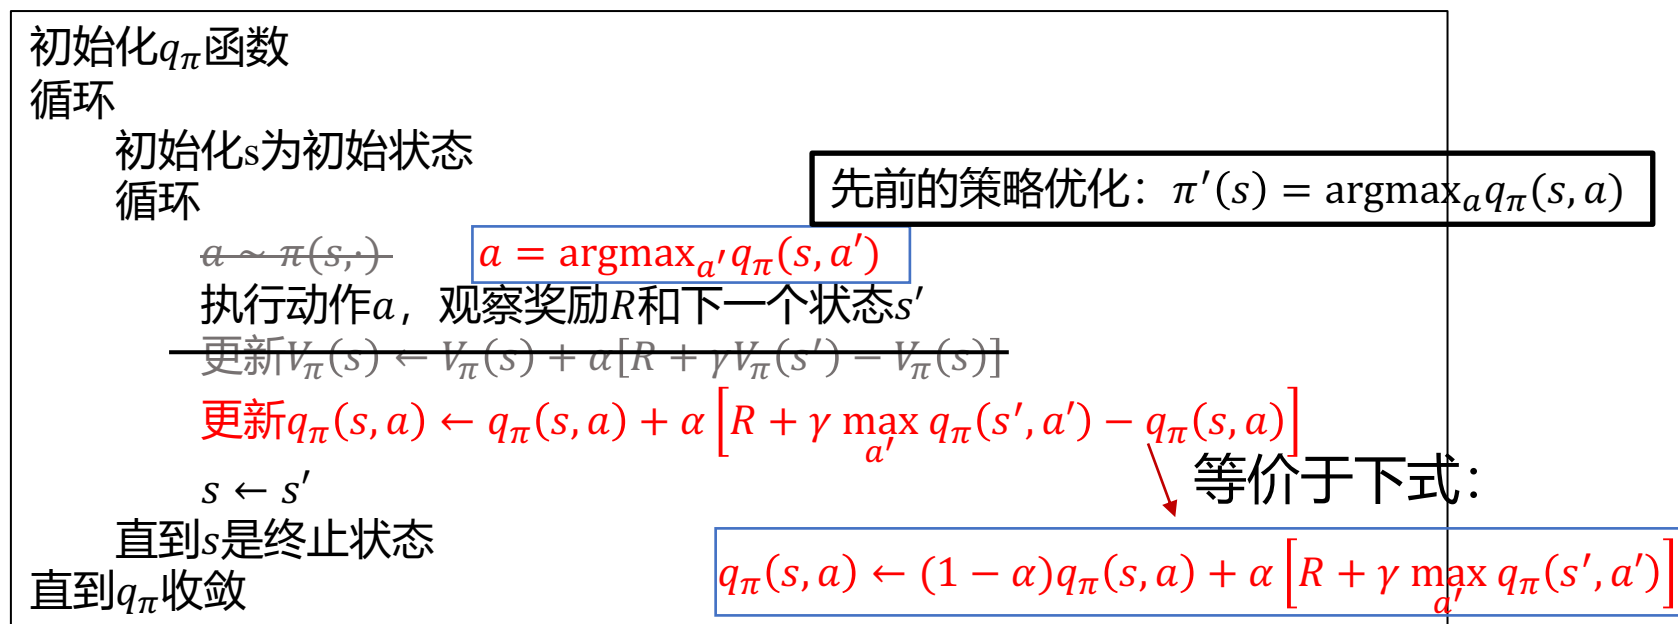 初始化qπ函数
循环
初始化s为初始状态
循环
先前的策略优化：π′(s) = argmaxₐqπ(s, a)
a ~ π(s,·) a = argmaxₐ′qπ(s, a′)
执行动作a，观察奖励R和下一个状态s′
更新Vπ(s) ← Vπ(s) + α[R + γVπ(s′) − Vπ(s)]
更新qπ(s, a) ← qπ(s, a) + α[R + γ max a′ qπ(s′, a′) − qπ(s, a)]
等价于下式：
s ← s′
直到s是终止状态
qπ(s, a) ← (1 − α)qπ(s, a) + α[R + γ max a′ qπ(s′, a′)]
直到qπ收敛